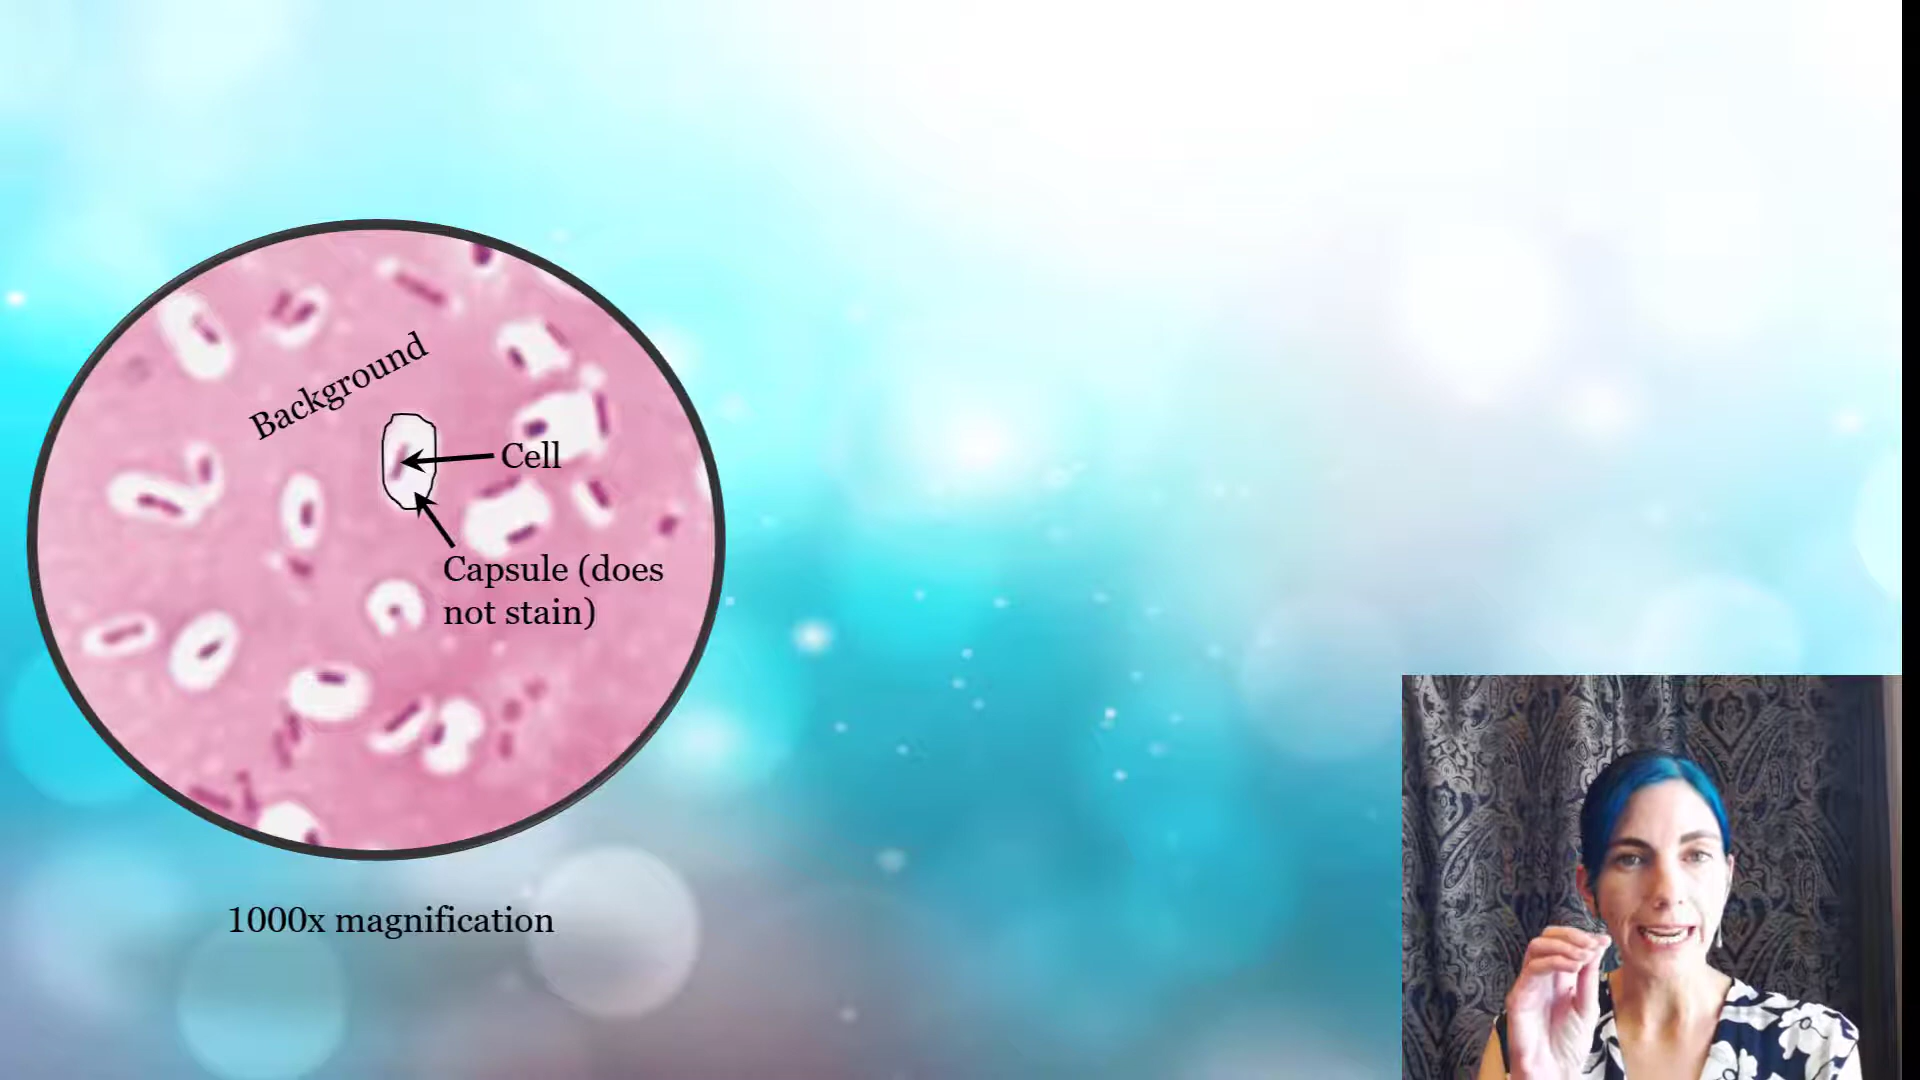 Background
Cell
Capsule (does
not stain)
1000x magnification